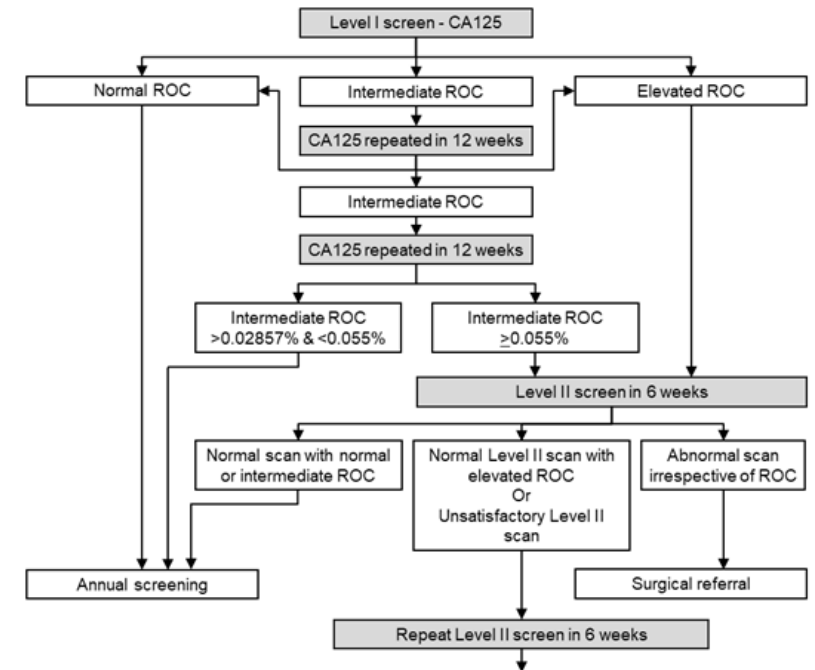 Level I screen - CA125
Normal ROC
Intermediate ROC
Elevated ROC
CA125 repeated in 12 weeks
Intermediate ROC
CA125 repeated in 12 weeks
Intermediate ROC
>0.02857% & <0.055%
Intermediate ROC
≥0.055%
Level II screen in 6 weeks
Normal scan with normal
or intermediate ROC
Normal Level II scan with
elevated ROC
Or
Unsatisfactory Level II
scan
Abnormal scan
irrespective of ROC
Annual screening
Surgical referral
Repeat Level II screen in 6 weeks